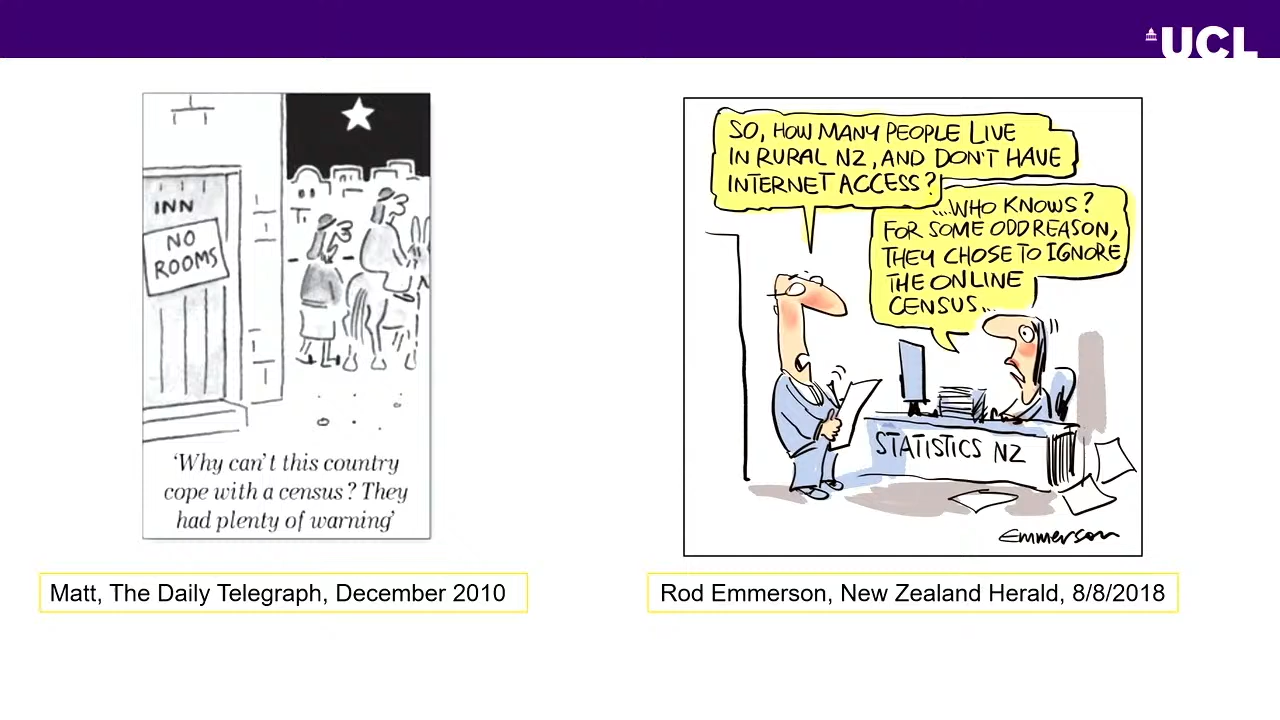 UCL
INN
NO
ROOMS
'Why can't this country
cope with a census? They
had plenty of warning'
Matt, The Daily Telegraph, December 2010
SO, HOW MANY PEOPLE LIVE
IN RURAL NZ, AND DON'T HAVE
INTERNET ACCESS?
...WHO KNOWS?
FOR SOME ODD REASON,
THEY CHOSE TO IGNORE
THE ONLINE
CENSUS...
STATISTICS NZ
Emmerson
Rod Emmerson, New Zealand Herald, 8/8/2018